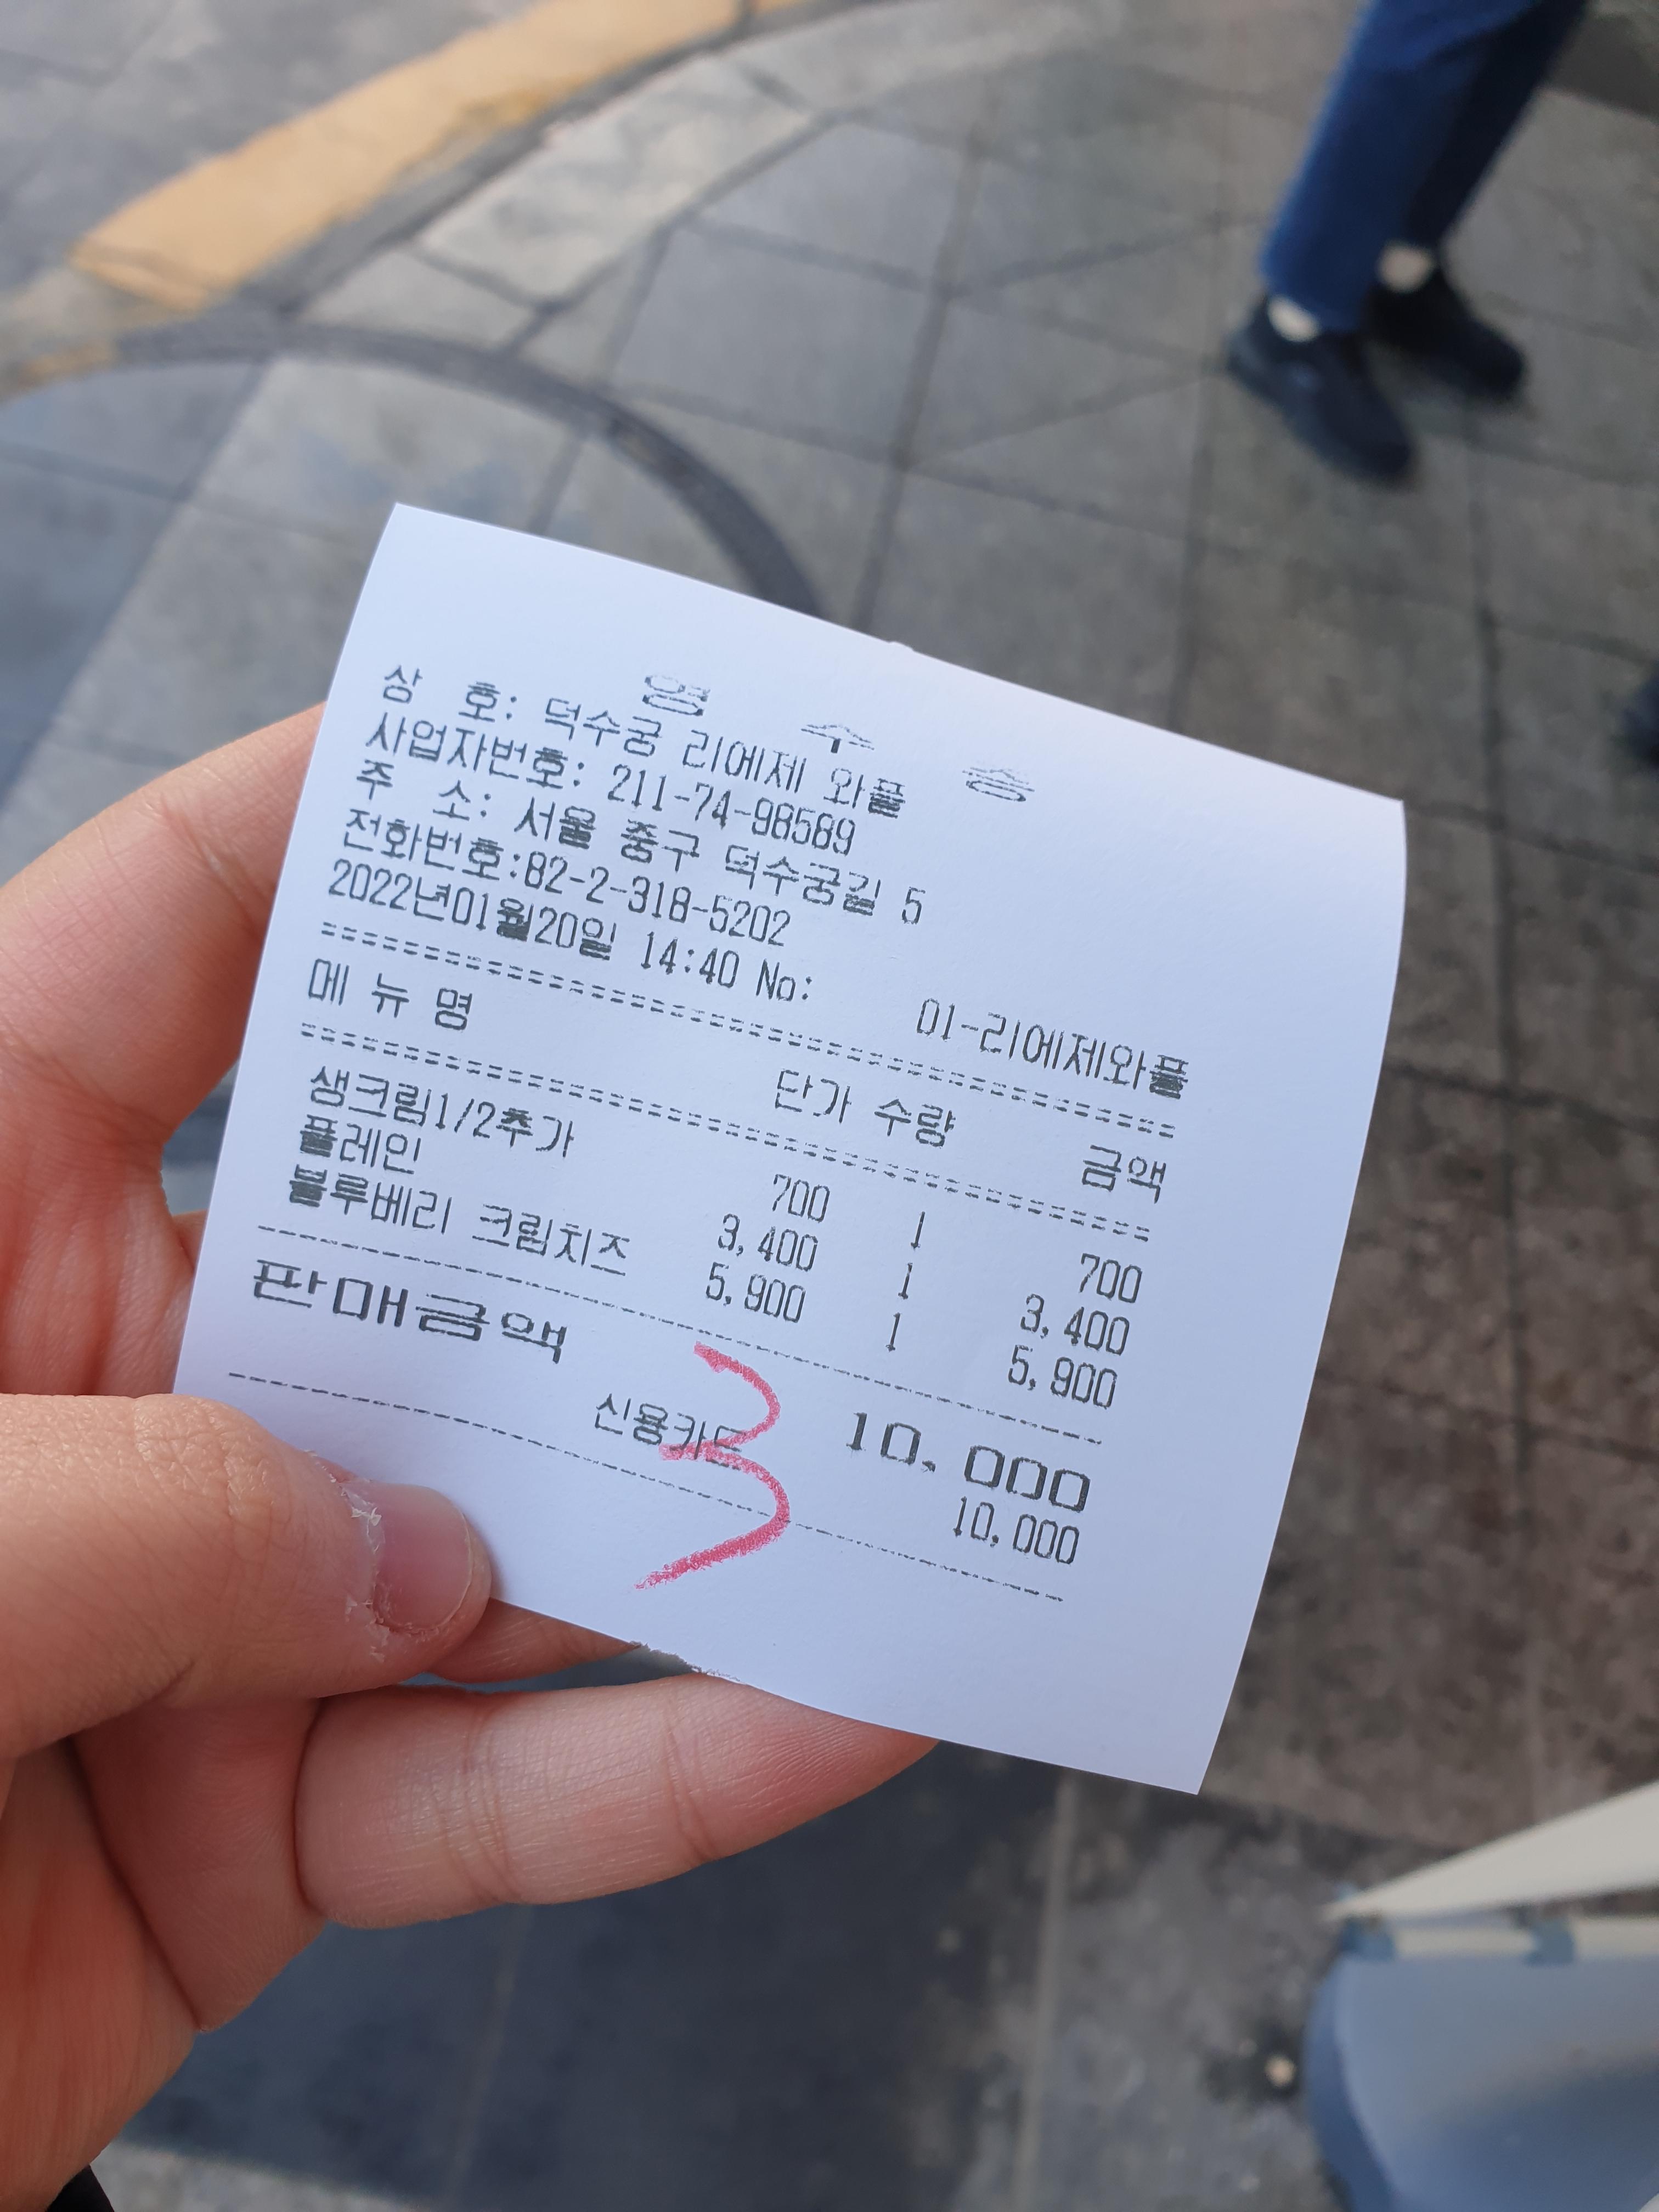 영 수 증
상 호: 덕수궁 리에제 와플
사업자번호: 211-74-98589
주 소: 서울 중구 덕수궁길 5
전화번호:82-2-318-5202
2022년01월20일 14:40 No: 01-리에제와플
메 뉴 명 단가 수량 금액
생크림1/2추가 700 1 700
플레인 3,400 1 3,400
블루베리 크림치즈 5,900 1 5,900
판매금액 10,000
신용카드 10,000
3